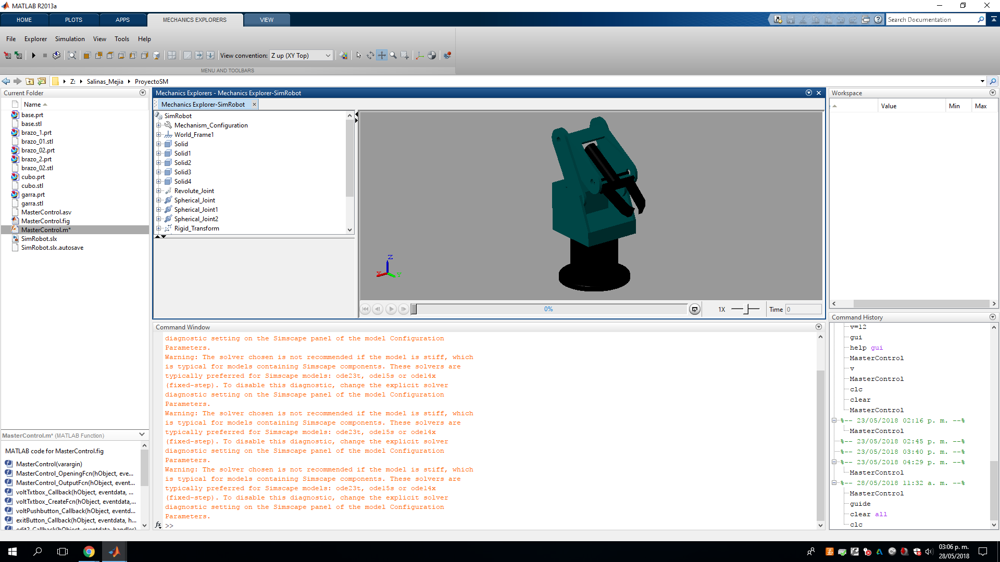 MATLAB R2013a
HOME
PLOTS
APPS
MECHANICS EXPLORERS
VIEW
Search Documentation
File
Explorer
Simulation
View
Tools
Help
View convention:
Z up (XY Top)
MENU AND TOOLBARS
Z:
Salinas_Mejia
ProyectoSM
Current Folder
Name
base.prt
base.stl
brazo_1.prt
brazo_01.stl
brazo_02.prt
brazo_2.prt
brazo_02.stl
cubo.prt
cubo.stl
garra.prt
garra.stl
MasterControl.asv
MasterControl.fig
MasterControl.m*
SimRobot.slx
SimRobot.slx.autosave
MasterControl.m* (MATLAB Function)
MATLAB code for MasterControl.fig
MasterControl(varargin)
MasterControl_OpeningFcn(hObject, eve...
MasterControl_OutputFcn(hObject, event...
voltTxtbox_Callback(hObject, eventdata, ...
voltTxtbox_CreateFcn(hObject, eventdata,...
voltPushbutton_Callback(hObject, eventd...
exitButton_Callback(hObject, eventdata, h...
edit2_Callback(hObject, eventdata, handles)
Mechanics Explorers - Mechanics Explorer-SimRobot
Mechanics Explorer-SimRobot
SimRobot
Mechanism_Configuration
World_Frame1
Solid
Solid1
Solid2
Solid3
Solid4
Revolute_Joint
Spherical_Joint
Spherical_Joint1
Spherical_Joint2
Rigid_Transform
Z
X
Y
0%
1X
Time
0
Command Window
diagnostic setting on the Simscape panel of the model Configuration
Parameters.
Warning: The solver chosen is not recommended if the model is stiff, which
is typical for models containing Simscape components. These solvers are
typically preferred for Simscape models: ode23t, ode15s or ode14x
(fixed-step). To disable this diagnostic, change the explicit solver
diagnostic setting on the Simscape panel of the model Configuration
Parameters.
Warning: The solver chosen is not recommended if the model is stiff, which
is typical for models containing Simscape components. These solvers are
typically preferred for Simscape models: ode23t, ode15s or ode14x
(fixed-step). To disable this diagnostic, change the explicit solver
diagnostic setting on the Simscape panel of the model Configuration
Parameters.
Warning: The solver chosen is not recommended if the model is stiff, which
is typical for models containing Simscape components. These solvers are
typically preferred for Simscape models: ode23t, ode15s or ode14x
(fixed-step). To disable this diagnostic, change the explicit solver
diagnostic setting on the Simscape panel of the model Configuration
Parameters.
fx >>
Workspace
Value
Min
Max
Command History
v=12
gui
help gui
MasterControl
v
MasterControl
clc
clear
MasterControl
%-- 23/05/2018 02:16 p. m. --%
MasterControl
%-- 23/05/2018 02:45 p. m. --%
%-- 23/05/2018 03:40 p. m. --%
%-- 23/05/2018 04:29 p. m. --%
MasterControl
%-- 28/05/2018 11:32 a. m. --%
MasterControl
guide
clear all
clc
03:06 p. m.
28/05/2018